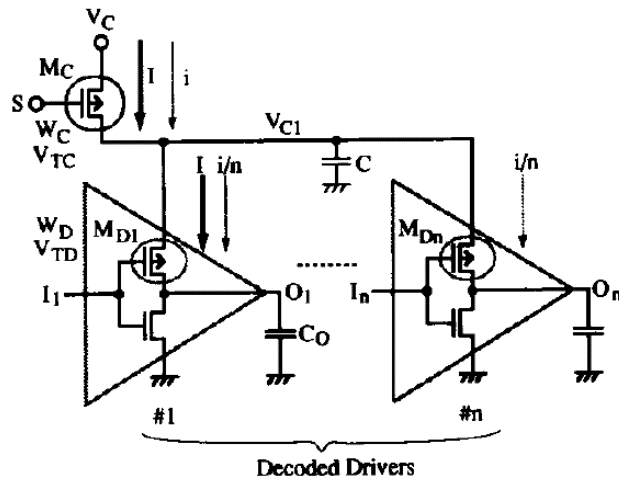 V_C
M_C
I
i
S
W_C
V_TC
V_C1
C
I
i/n
i/n
W_D
V_TD
M_D1
M_Dn
I_1
O_1
C_O
........
I_n
O_n
#1
#n
Decoded Drivers